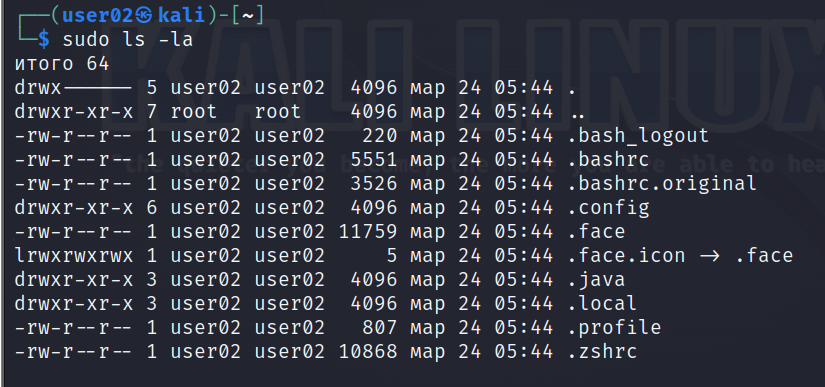 (user02㉿kali)-[~]
$ sudo ls -la
итого 64
drwx------ 5 user02 user02  4096 мар 24 05:44 .
drwxr-xr-x 7 root   root    4096 мар 24 05:44 ..
-rw-r--r-- 1 user02 user02   220 мар 24 05:44 .bash_logout
-rw-r--r-- 1 user02 user02  5551 мар 24 05:44 .bashrc
-rw-r--r-- 1 user02 user02  3526 мар 24 05:44 .bashrc.original
drwxr-xr-x 6 user02 user02  4096 мар 24 05:44 .config
-rw-r--r-- 1 user02 user02 11759 мар 24 05:44 .face
lrwxrwxrwx 1 user02 user02     5 мар 24 05:44 .face.icon -> .face
drwxr-xr-x 3 user02 user02  4096 мар 24 05:44 .java
drwxr-xr-x 3 user02 user02  4096 мар 24 05:44 .local
-rw-r--r-- 1 user02 user02   807 мар 24 05:44 .profile
-rw-r--r-- 1 user02 user02 10868 мар 24 05:44 .zshrc
KALI LINUX